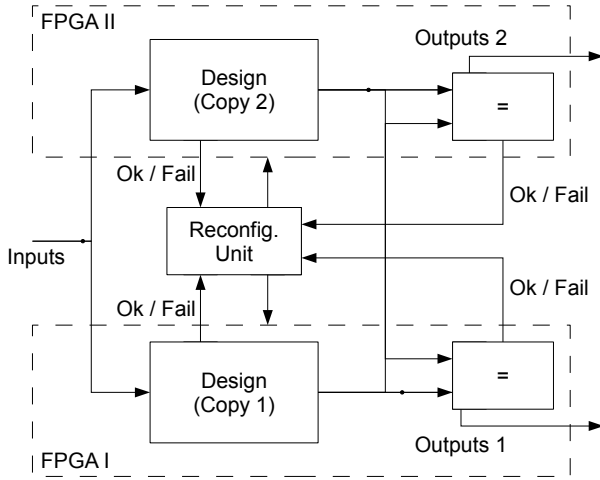 FPGA II
Outputs 2
Design
(Copy 2)
=
Ok / Fail
Ok / Fail
Reconfig.
Unit
Inputs
Ok / Fail
Ok / Fail
Design
(Copy 1)
=
Outputs 1
FPGA I